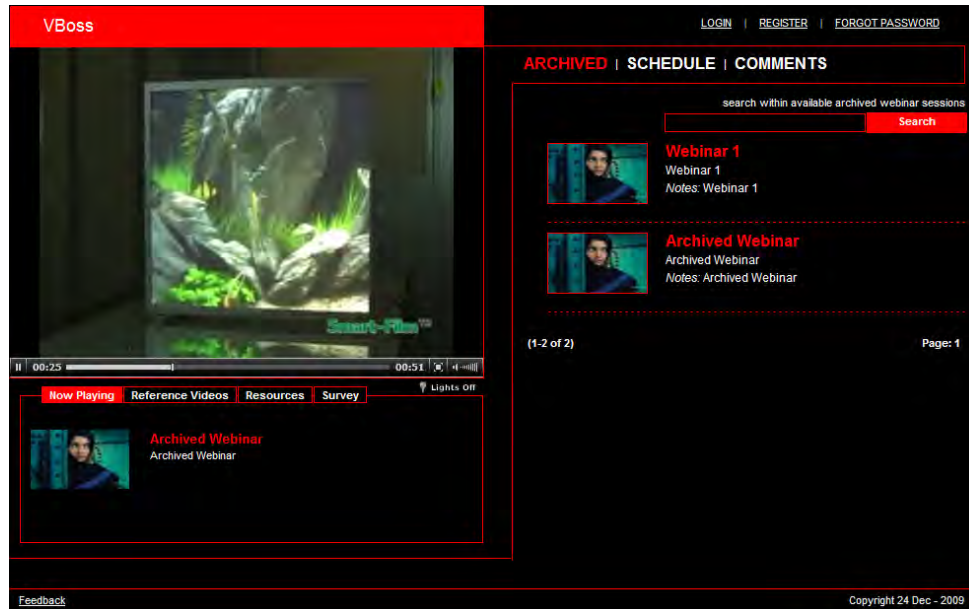 VBoss
LOGIN | REGISTER | FORGOT PASSWORD
ARCHIVED | SCHEDULE | COMMENTS
search within available archived webinar sessions
Search
Webinar 1
Webinar 1
Notes: Webinar 1
Archived Webinar
Archived Webinar
Notes: Archived Webinar
(1-2 of 2)
Page: 1
Smart-Film™
00:25
00:51
Lights Off
Now Playing
Reference Videos
Resources
Survey
Archived Webinar
Archived Webinar
Feedback
Copyright 24 Dec - 2009